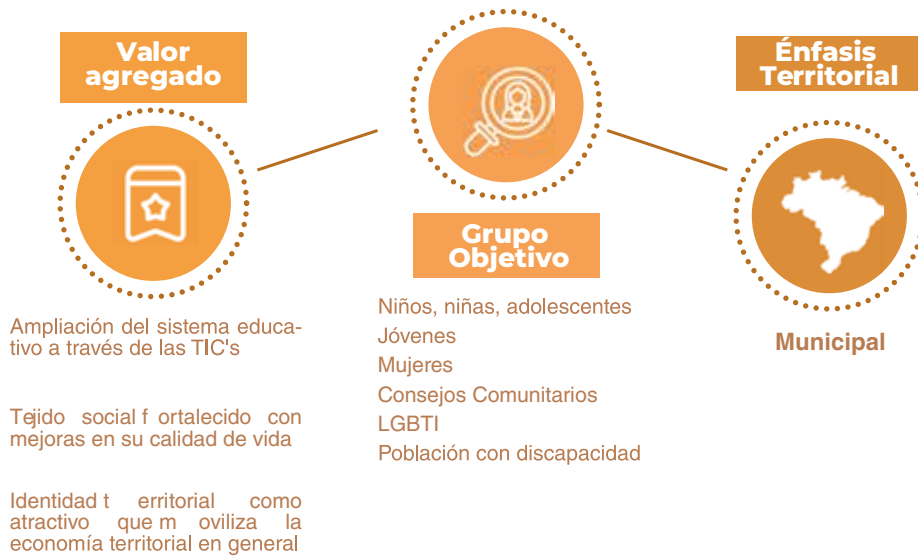 Valor
agregado
Ampliación del sistema educa-
tivo a través de las TIC's
Tejido social f ortalecido con
mejoras en su calidad de vida
Identidad t erritorial como
atractivo que m oviliza la
economía territorial en general
Grupo
Objetivo
Niños, niñas, adolescentes
Jóvenes
Mujeres
Consejos Comunitarios
LGBTI
Población con discapacidad
Énfasis
Territorial
Municipal